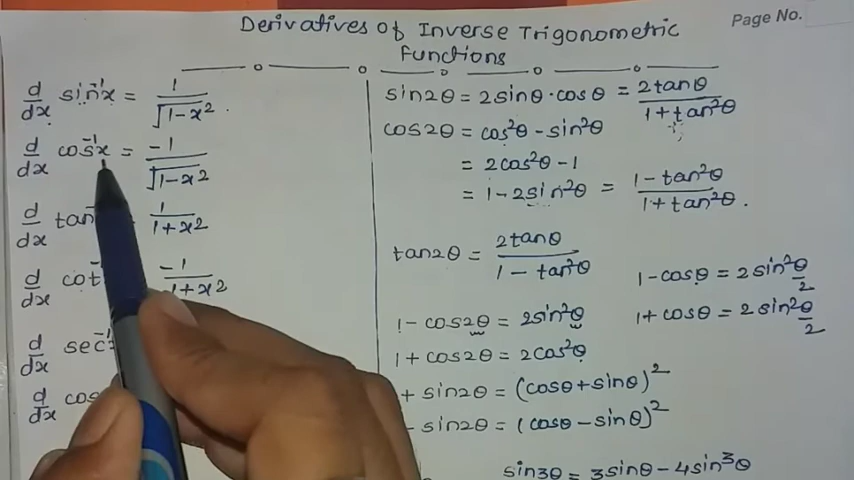 Page No.
Derivatives of Inverse Trigonometric
Functions
d/dx sin⁻¹x = 1/√(1-x²).
d/dx cos⁻¹x = -1/√(1-x²)
d/dx tan 1/(1+x²)
d/dx cot -1/(1+x²)
d/dx sec⁻¹
d/dx cos
sin2θ = 2sinθ·cosθ = 2tanθ/(1+tan²θ)
cos2θ = cos²θ - sin²θ
= 2cos²θ - 1
= 1 - 2sin²θ = (1-tan²θ)/(1+tan²θ).
tan2θ = 2tanθ/(1-tan²θ)
1-cosθ = 2sin²θ/2
1+cosθ = 2sin²θ/2
1-cos2θ = 2sin²θ
1+cos2θ = 2cos²θ
+ sin2θ = (cosθ+sinθ)²
- sin2θ = (cosθ-sinθ)²
sin3θ = 3sinθ-4sin³θ